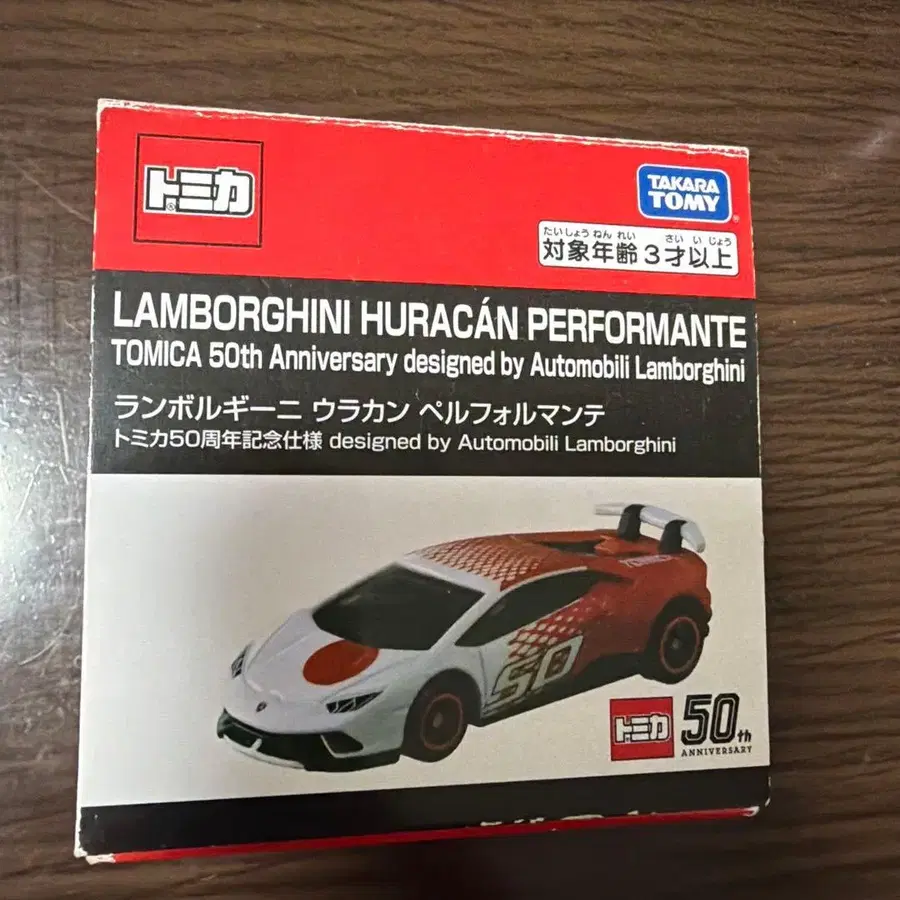 トミカ®
TAKARA
TOMY®
たいしょうねんれい さいいじょう
対象年齢3才以上
LAMBORGHINI HURACÁN PERFORMANTE
TOMICA 50th Anniversary designed by Automobili Lamborghini
ランボルギーニ ウラカン ペルフォルマンテ
トミカ50周年記念仕様 designed by Automobili Lamborghini
TOMICA
50
トミカ
50th
ANNIVERSARY